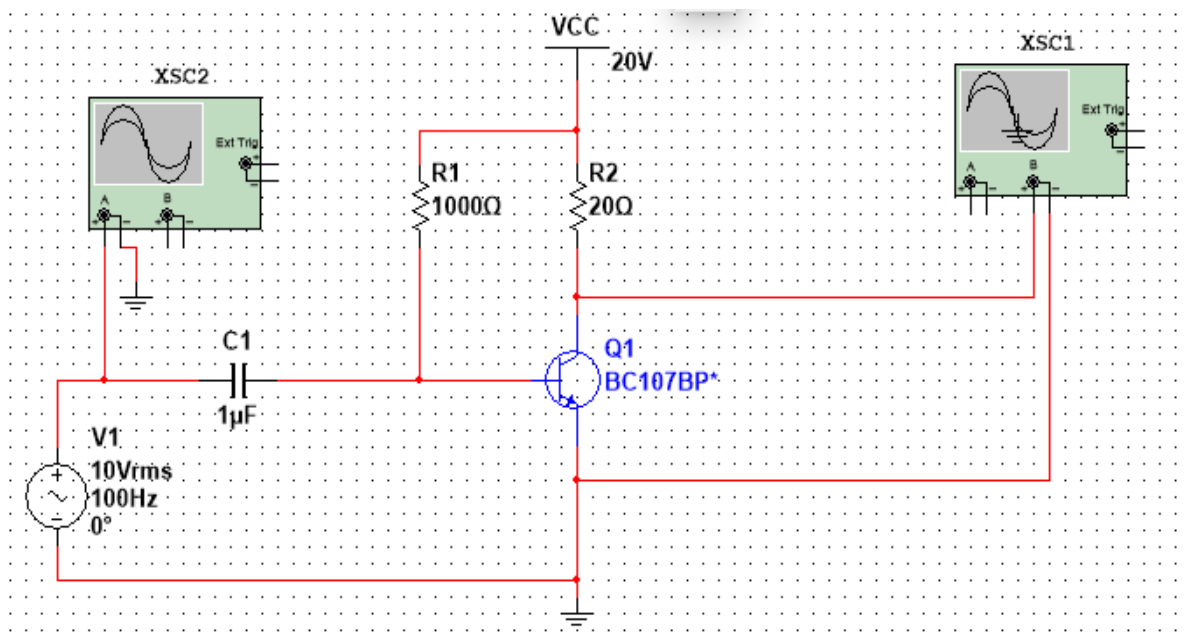 VCC
20V
XSC2
Ext Trig
+
-
A
B
+
-
+
-
XSC1
Ext Trig
+
-
A
B
+
-
+
-
R1
1000Ω
R2
20Ω
C1
1µF
Q1
BC107BP*
V1
10Vrms
100Hz
0°
+